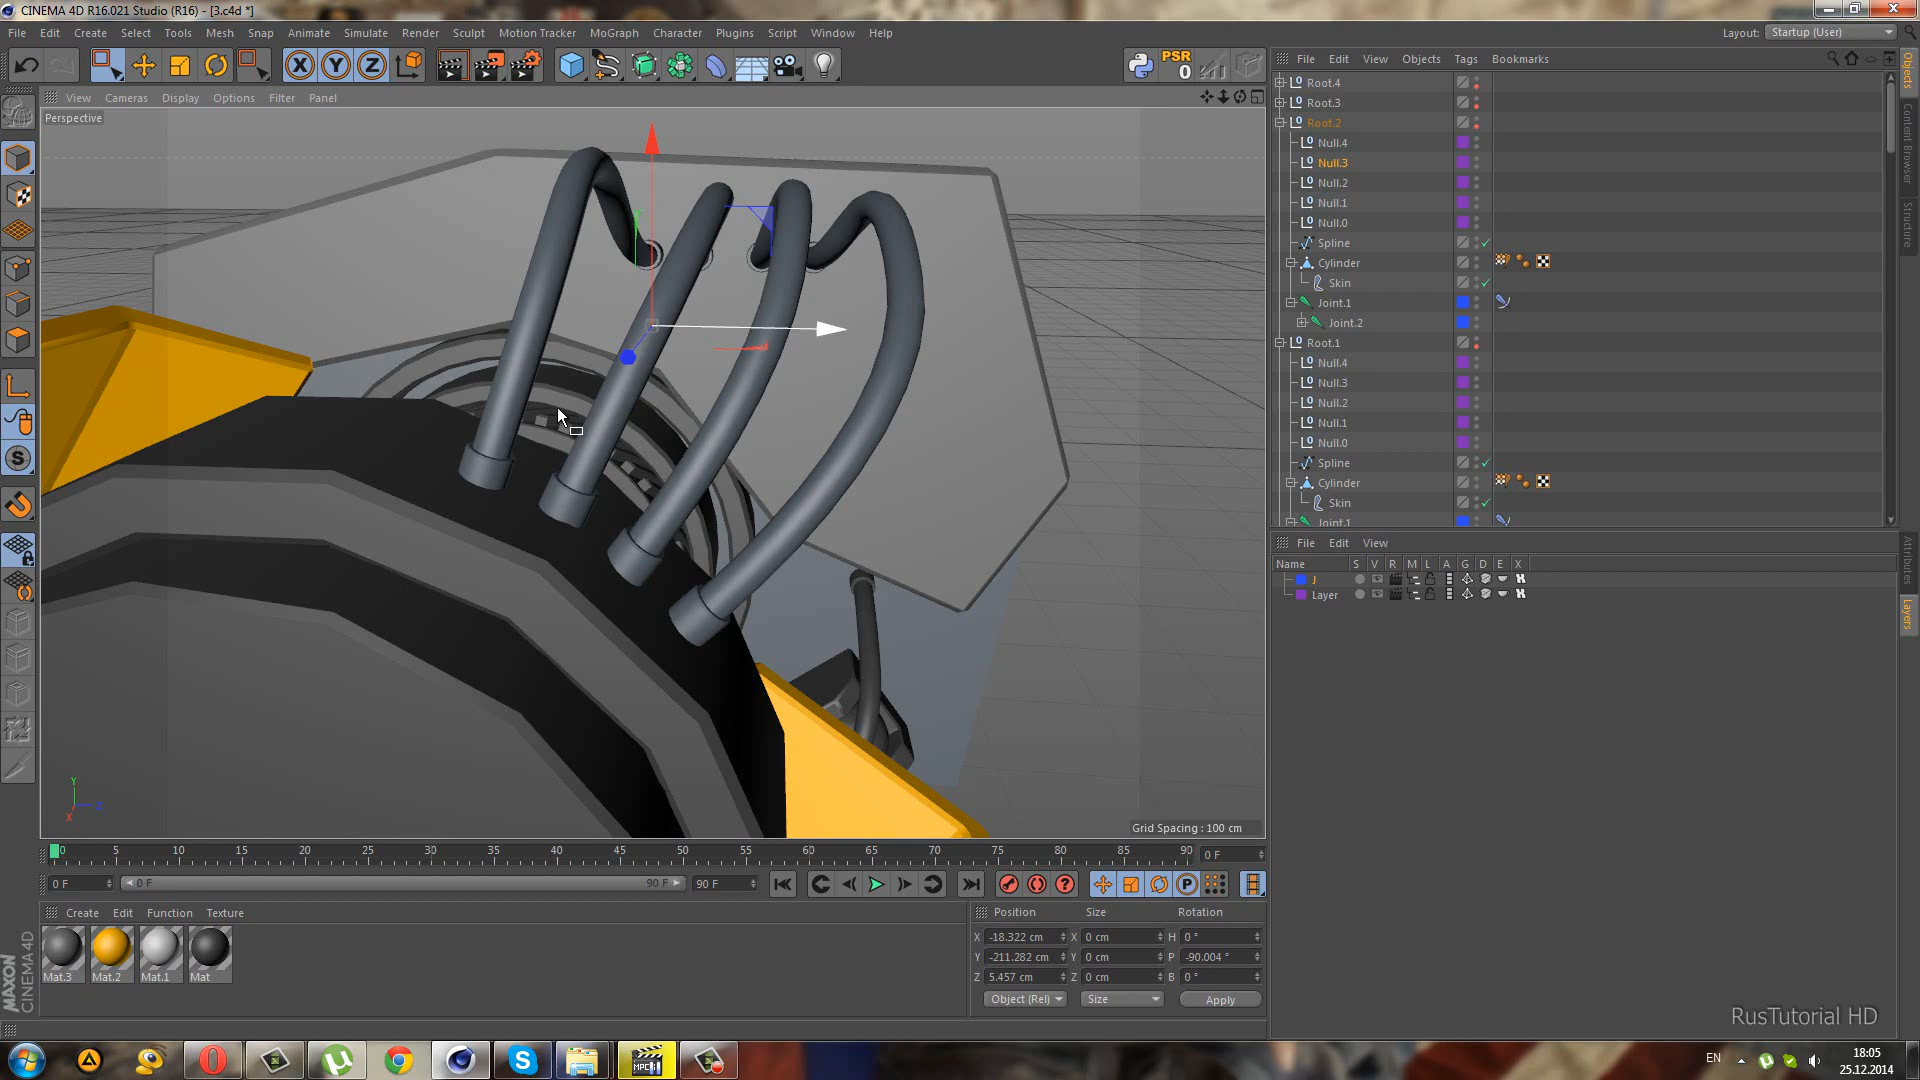 CINEMA 4D R16.021 Studio (R16) - [3.c4d *]
File Edit Create Select Tools Mesh Snap Animate Simulate Render Sculpt Motion Tracker MoGraph Character Plugins Script Window Help
Layout: Startup (User)
X Y Z
PSR
0
View Cameras Display Options Filter Panel
Perspective
Grid Spacing : 100 cm
Y
Z
X
S
File Edit View Objects Tags Bookmarks
Root.4
Root.3
Root.2
Null.4
Null.3
Null.2
Null.1
Null.0
Spline
Cylinder
Skin
Joint.1
Joint.2
Root.1
Null.4
Null.3
Null.2
Null.1
Null.0
Spline
Cylinder
Skin
Joint.1
Objects
Content Browser
Structure
File Edit View
Name S V R M L A G D E X
J
Layer
Attributes
Layers
0 5 10 15 20 25 30 35 40 45 50 55 60 65 70 75 80 85 90
0 F
0 F
0 F
90 F
90 F
P
Create Edit Function Texture
Mat.3 Mat.2 Mat.1 Mat
MAXON
CINEMA 4D
Position Size Rotation
X -18.322 cm X 0 cm H 0 °
Y -211.282 cm Y 0 cm P -90.004 °
Z 5.457 cm Z 0 cm B 0 °
Object (Rel) Size Apply
RusTutorial HD
EN
18:05
25.12.2014